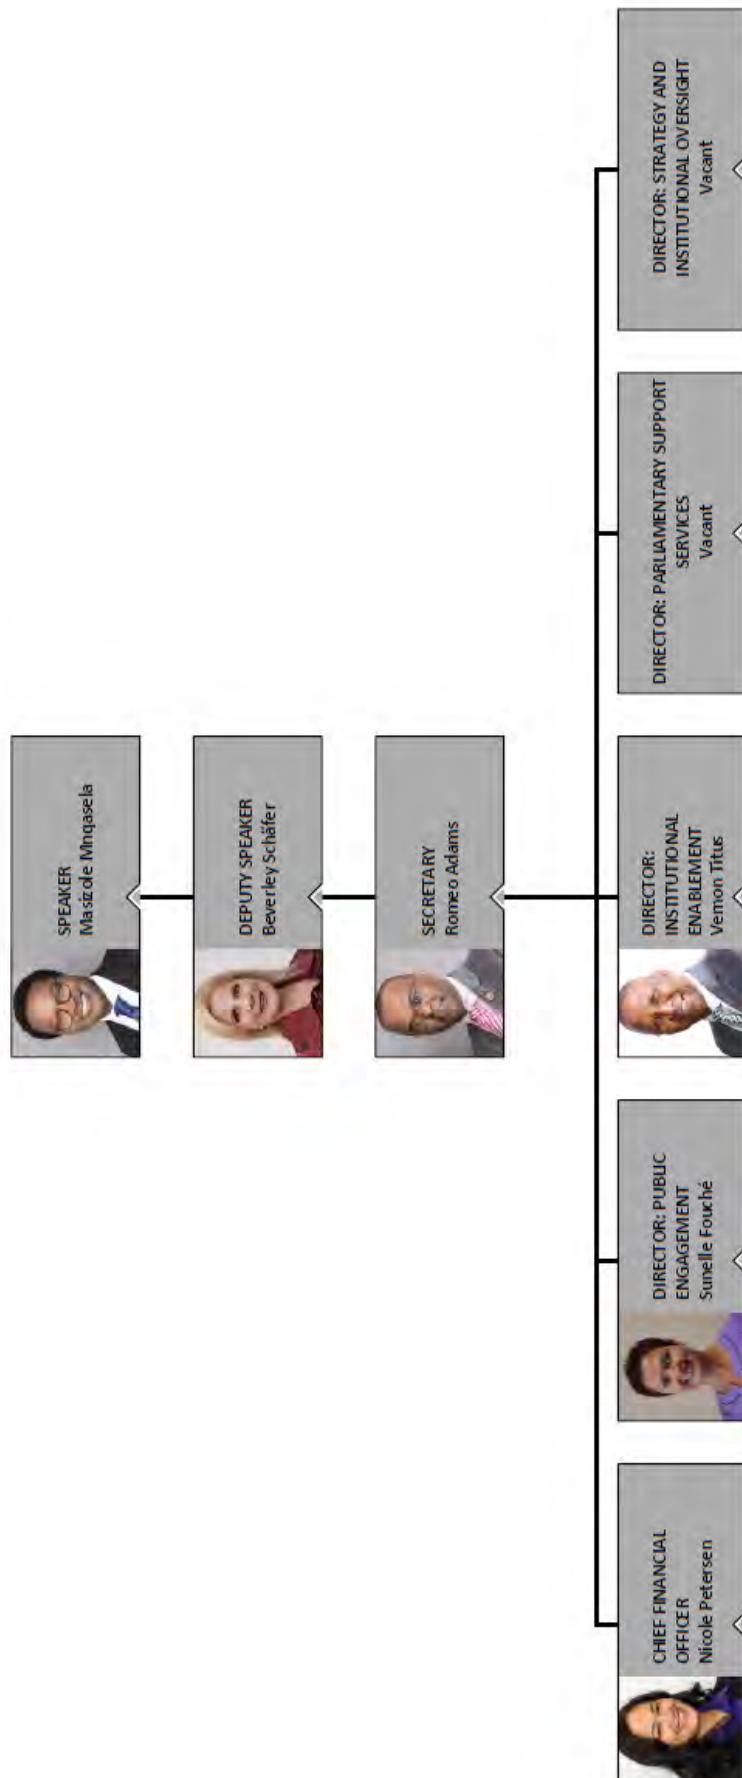 SPEAKER
Masizole Mnqasela
DEPUTY SPEAKER
Beverley Schäfer
SECRETARY
Romeo Adams
CHIEF FINANCIAL
OFFICER
Nicole Petersen
DIRECTOR: PUBLIC
ENGAGEMENT
Sunelle Fouché
DIRECTOR:
INSTITUTIONAL
ENABLEMENT
Vernon Titus
DIRECTOR: PARLIAMENTARY SUPPORT
SERVICES
Vacant
DIRECTOR: STRATEGY AND
INSTITUTIONAL OVERSIGHT
Vacant